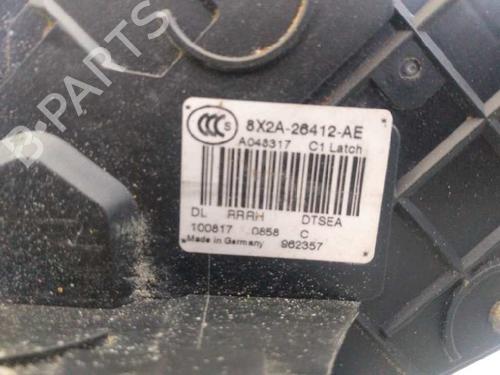 B-PARTS
CCC S 8X2A-26412-AE
A048317 C1 Latch
DL RRRH DTSEA
100817 0858 C
Made in Germany 962357